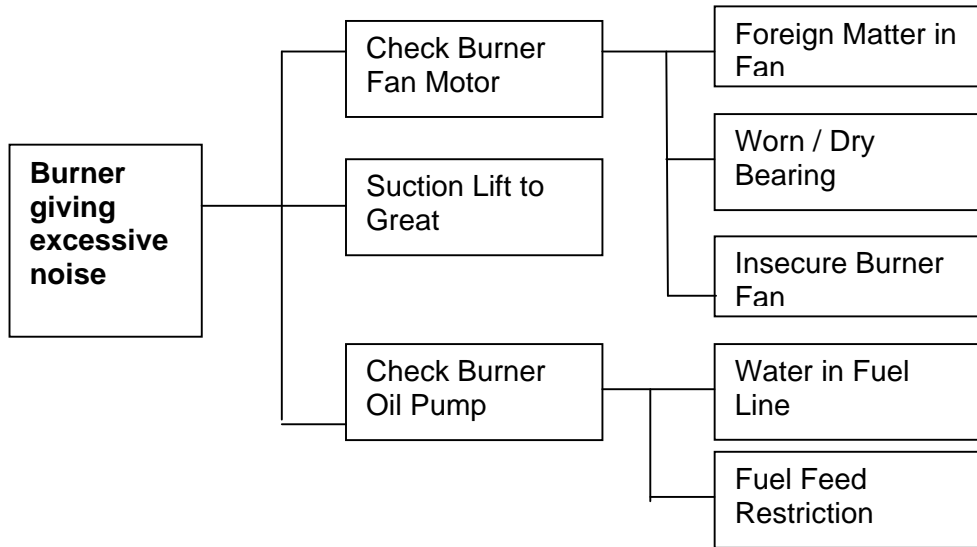 Burner
giving
excessive
noise
Check Burner
Fan Motor
Suction Lift to
Great
Check Burner
Oil Pump
Foreign Matter in
Fan
Worn / Dry
Bearing
Insecure Burner
Fan
Water in Fuel
Line
Fuel Feed
Restriction